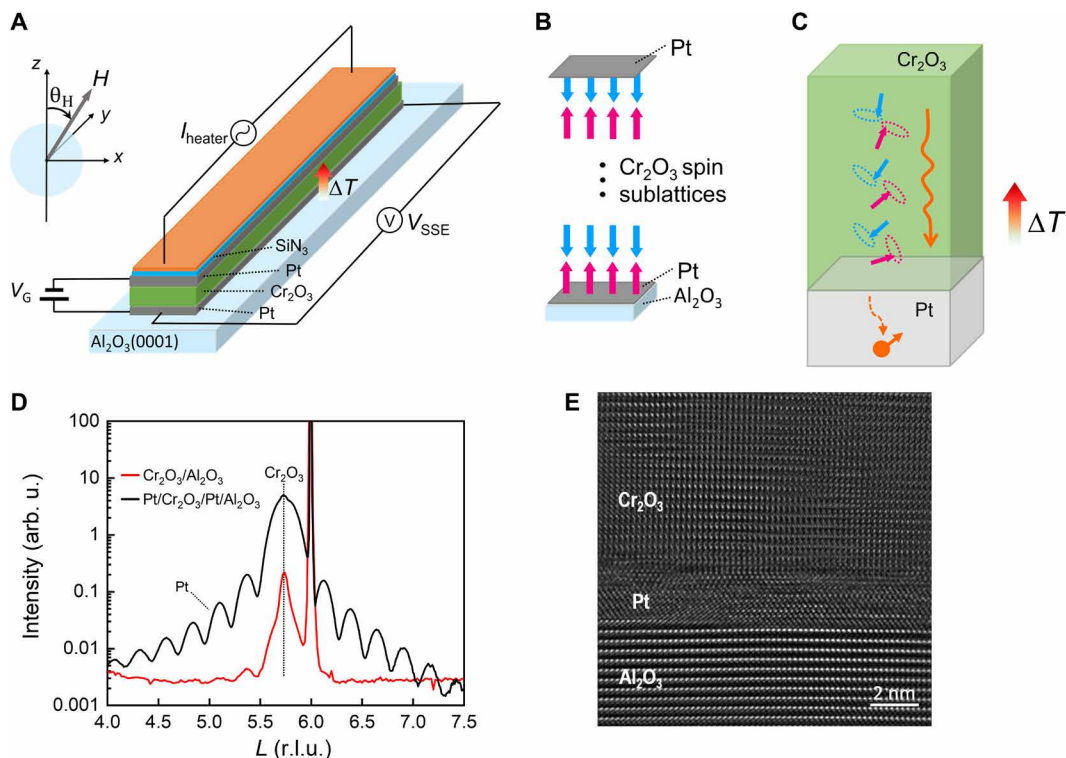 A
z
H
θH
y
x
Iheater
ΔT
V
VSSE
SiN3
Pt
Cr2O3
Pt
VG
Al2O3(0001)
B
Pt
Cr2O3 spin
sublattices
Pt
Al2O3
C
Cr2O3
ΔT
Pt
D
100
10
1
0.1
0.01
0.001
Intensity (arb. u.)
Cr2O3/Al2O3
Pt/Cr2O3/Pt/Al2O3
Cr2O3
Pt
4.0 4.5 5.0 5.5 6.0 6.5 7.0 7.5
L (r.l.u.)
E
Cr2O3
Pt
Al2O3
2 nm